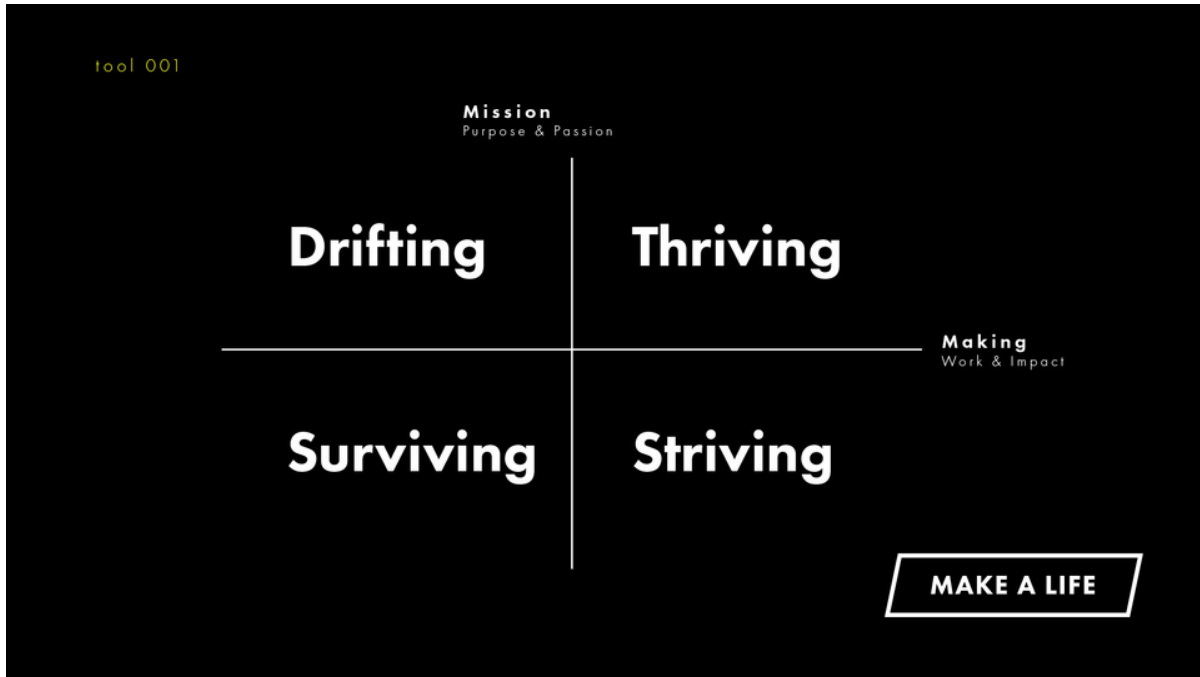 tool 001
Mission
Purpose & Passion
Drifting
Thriving
Making
Work & Impact
Surviving
Striving
MAKE A LIFE